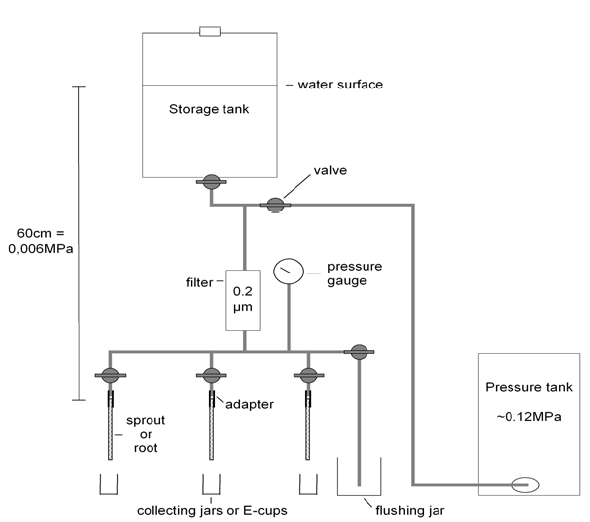 water surface
Storage tank
valve
60cm =
0,006MPa
pressure
gauge
filter
0.2
µm
Pressure tank
~0.12MPa
adapter
sprout
or
root
collecting jars or E-cups
flushing jar